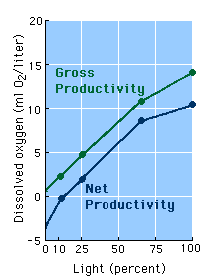 20
15
10
5
0
-5
Dissolved oxygen (ml O₂/liter)
Gross
Productivity
Net
Productivity
0 10 25 50 75 100
Light (percent)